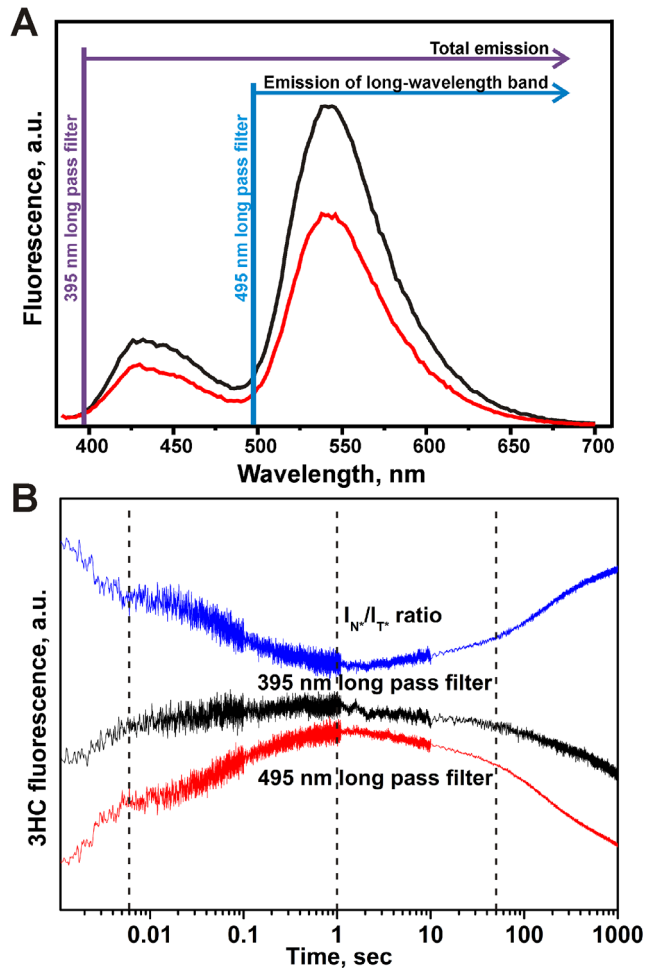 A
Total emission
Emission of long-wavelength band
395 nm long pass filter
495 nm long pass filter
Fluorescence, a.u.
400 450 500 550 600 650 700
Wavelength, nm
B
I_N*/I_T* ratio
395 nm long pass filter
495 nm long pass filter
3HC fluorescence, a.u.
0.01 0.1 1 10 100 1000
Time, sec